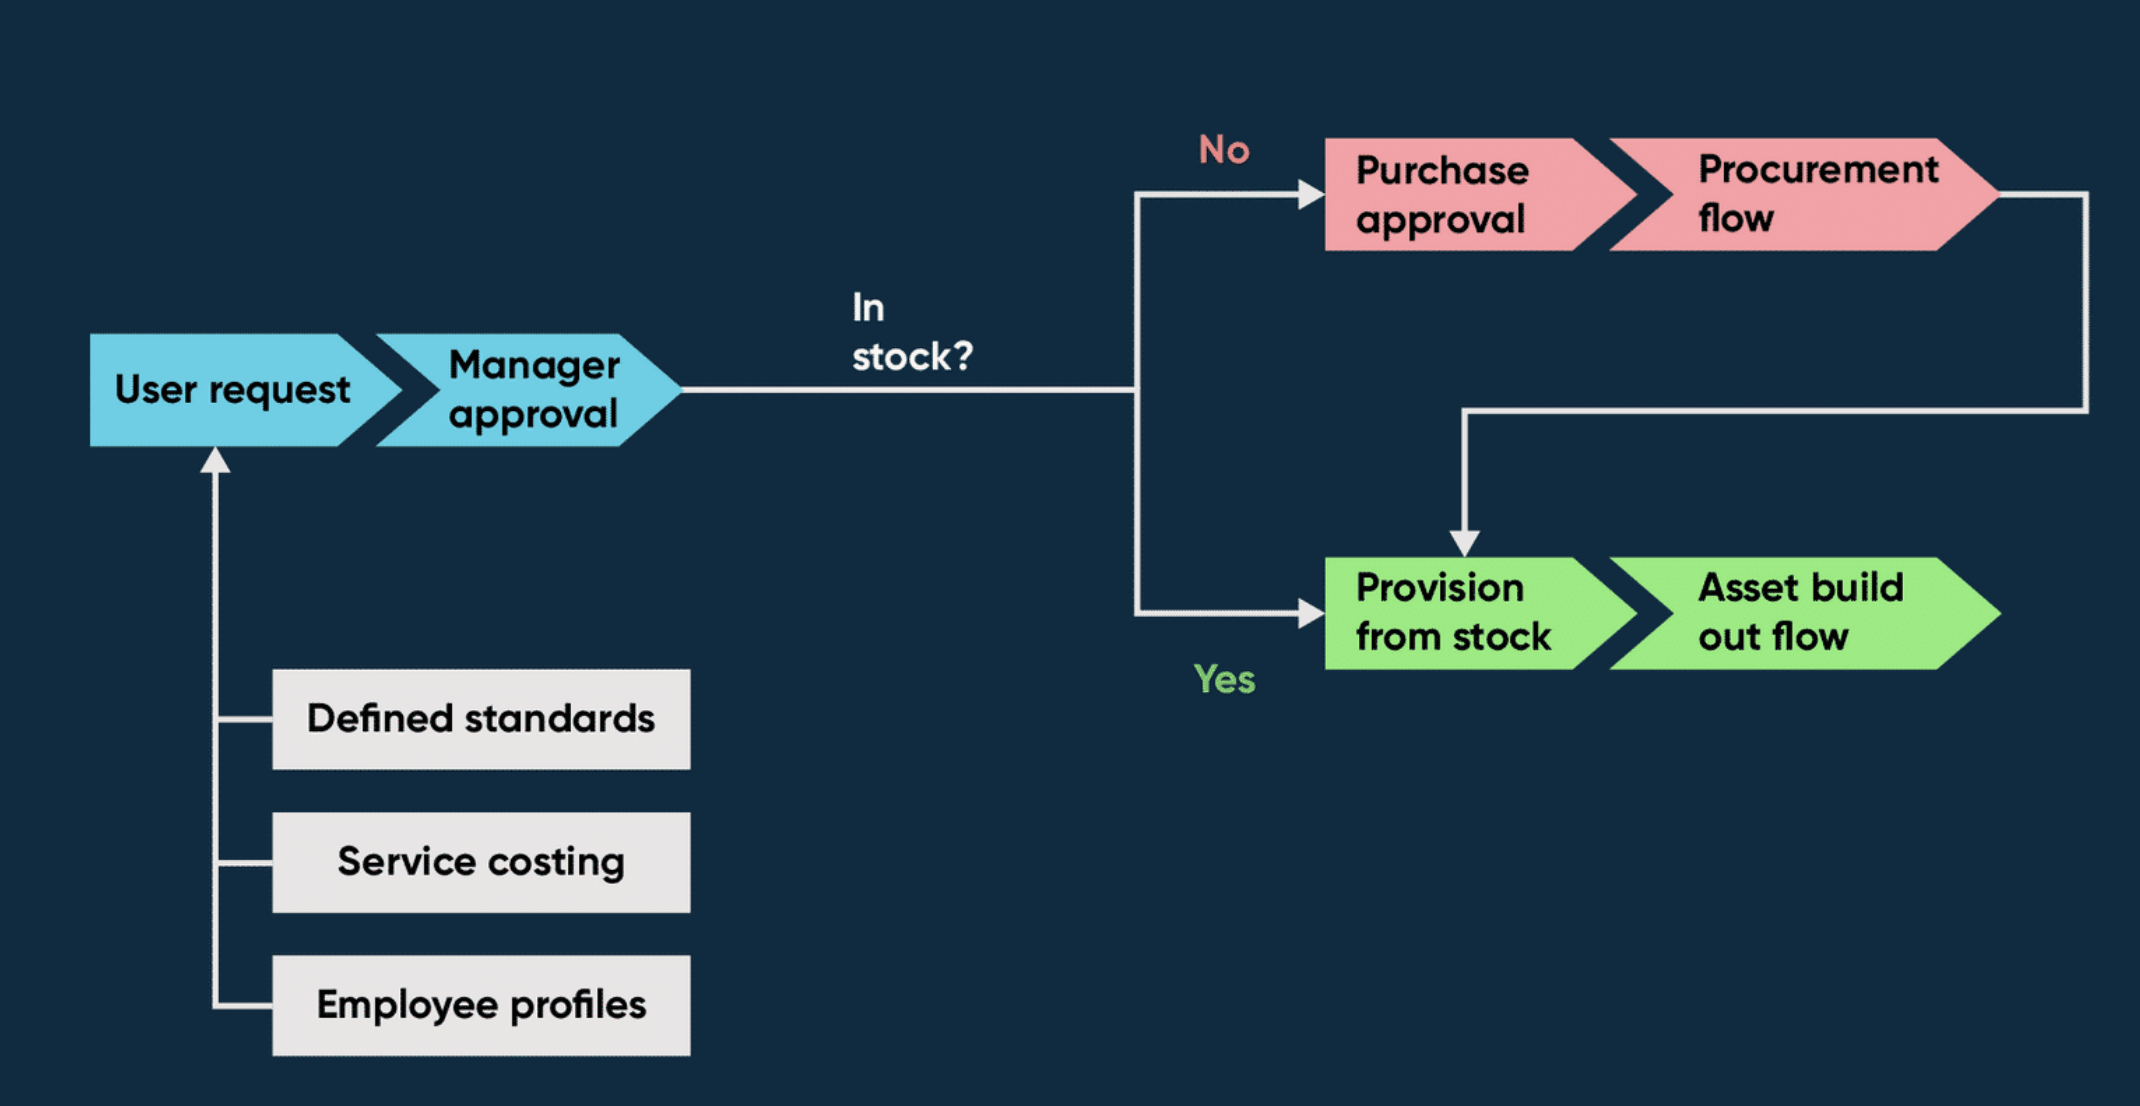 No
Purchase
approval
Procurement
flow
In
stock?
User request
Manager
approval
Provision
from stock
Asset build
out flow
Yes
Defined standards
Service costing
Employee profiles